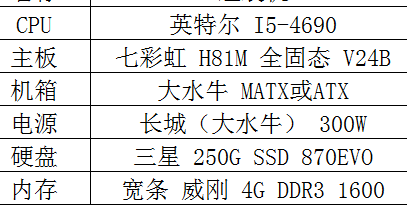 CPU 英特尔 I5-4690
主板 七彩虹 H81M 全固态 V24B
机箱 大水牛 MATX或ATX
电源 长城（大水牛） 300W
硬盘 三星 250G SSD 870EVO
内存 宽条 威刚 4G DDR3 1600